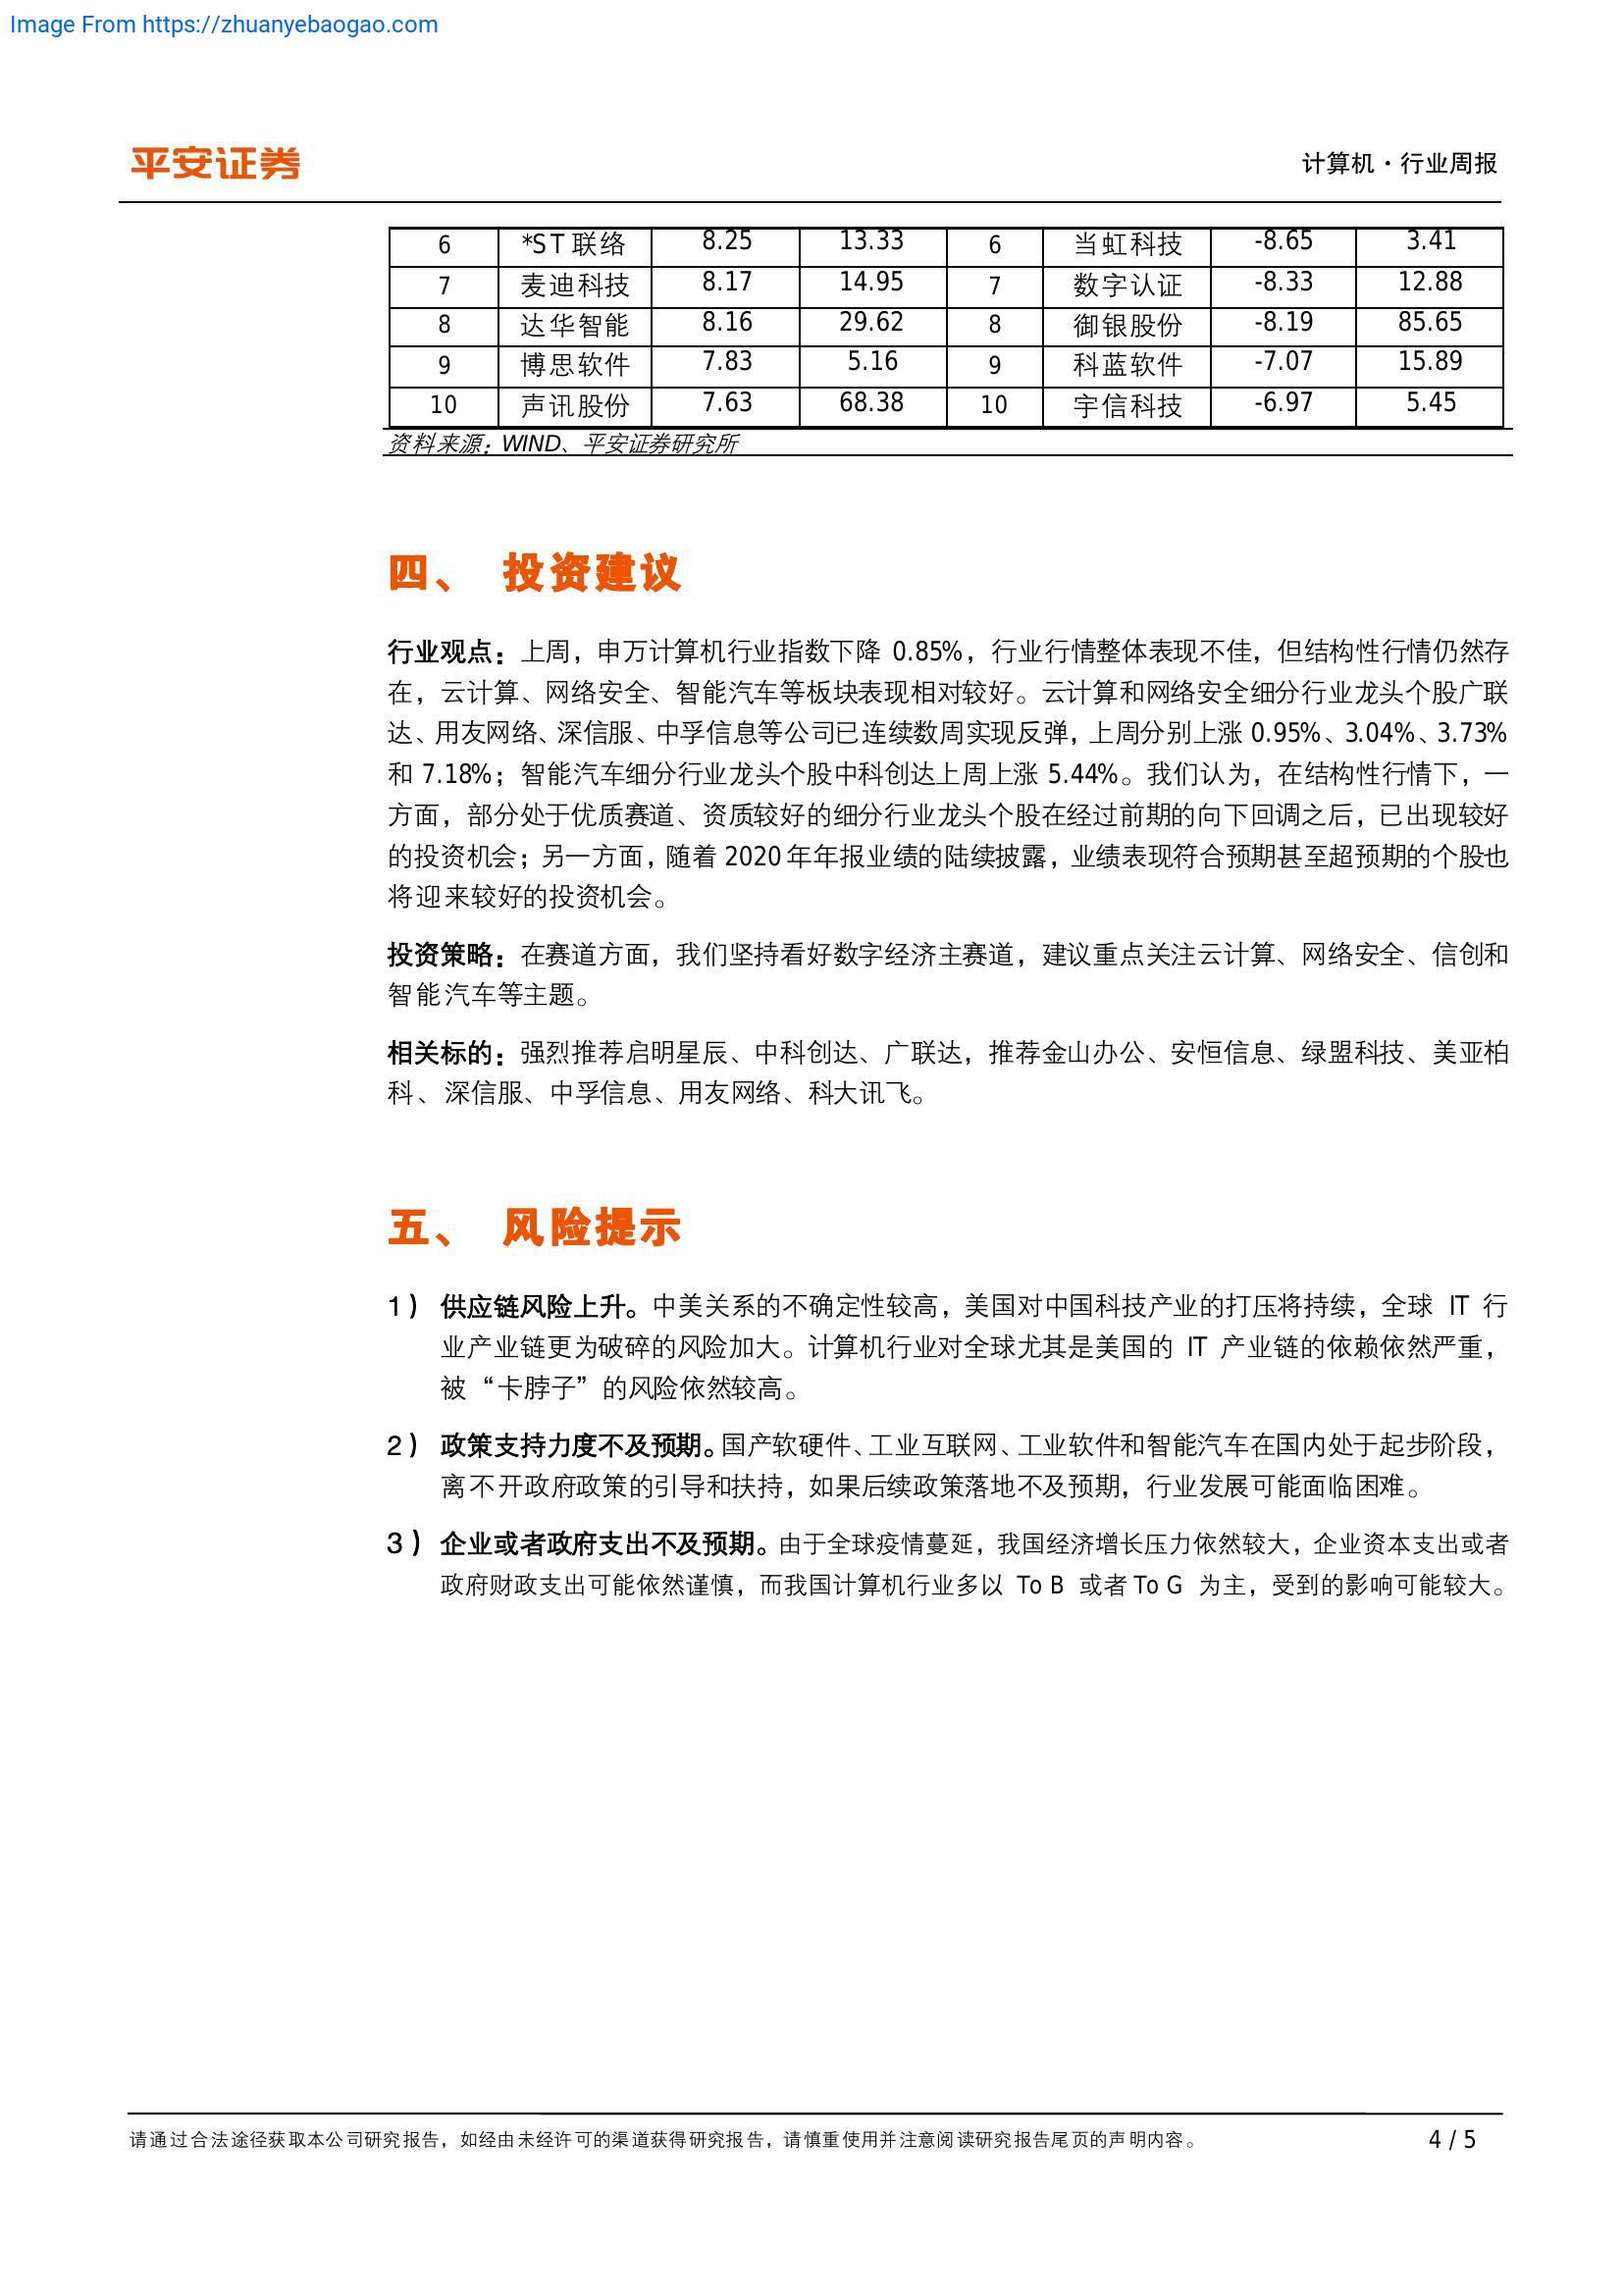 Image From https://zhuanyebaogao.com
平安证券
计算机·行业周报
6 *ST联络 8.25 13.33 6 当虹科技 -8.65 3.41
7 麦迪科技 8.17 14.95 7 数字认证 -8.33 12.88
8 达华智能 8.16 29.62 8 御银股份 -8.19 85.65
9 博思软件 7.83 5.16 9 科蓝软件 -7.07 15.89
10 声讯股份 7.63 68.38 10 宇信科技 -6.97 5.45
资料来源：WIND、平安证券研究所
四、 投资建议
行业观点：上周，申万计算机行业指数下降 0.85%，行业行情整体表现不佳，但结构性行情仍然存
在，云计算、网络安全、智能汽车等板块表现相对较好。云计算和网络安全细分行业龙头个股广联
达、用友网络、深信服、中孚信息等公司已连续数周实现反弹，上周分别上涨 0.95%、3.04%、3.73%
和 7.18%；智能汽车细分行业龙头个股中科创达上周上涨 5.44%。我们认为，在结构性行情下，一
方面，部分处于优质赛道、资质较好的细分行业龙头个股在经过前期的向下回调之后，已出现较好
的投资机会；另一方面，随着 2020 年年报业绩的陆续披露，业绩表现符合预期甚至超预期的个股也
将迎来较好的投资机会。
投资策略：在赛道方面，我们坚持看好数字经济主赛道，建议重点关注云计算、网络安全、信创和
智能汽车等主题。
相关标的：强烈推荐启明星辰、中科创达、广联达，推荐金山办公、安恒信息、绿盟科技、美亚柏
科、深信服、中孚信息、用友网络、科大讯飞。
五、 风险提示
1） 供应链风险上升。中美关系的不确定性较高，美国对中国科技产业的打压将持续，全球 IT 行
业产业链更为破碎的风险加大。计算机行业对全球尤其是美国的 IT 产业链的依赖依然严重，
被“卡脖子”的风险依然较高。
2） 政策支持力度不及预期。国产软硬件、工业互联网、工业软件和智能汽车在国内处于起步阶段，
离不开政府政策的引导和扶持，如果后续政策落地不及预期，行业发展可能面临困难。
3） 企业或者政府支出不及预期。由于全球疫情蔓延，我国经济增长压力依然较大，企业资本支出或者
政府财政支出可能依然谨慎，而我国计算机行业多以 To B 或者 To G 为主，受到的影响可能较大。
请通过合法途径获取本公司研究报告，如经由未经许可的渠道获得研究报告，请慎重使用并注意阅读研究报告尾页的声明内容。
4 / 5